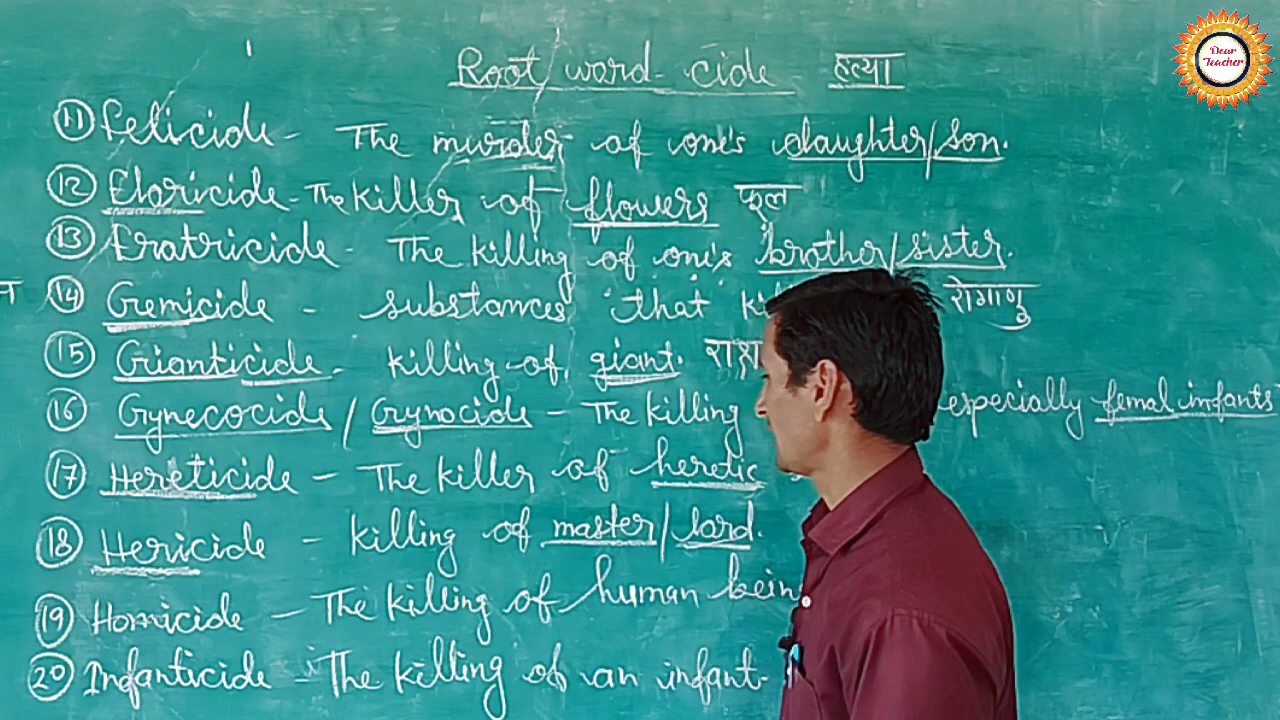 Dear
Teacher
Root word - cide हत्या
11 Felicide - The murder of one's daughter/son.
12 Floricide - The killer of flowers फूल
13 Fratricide - The killing of one's brother/sister.
14 Gemicide - substances that रोगाणु
15 Gianticide - killing of giant.
16 Gynecocide / Gynocide - The killing especially femal infants
17 Hereticide - The killer of heretic
18 Hericide - killing of master/lord.
19 Homicide - The killing of human bein
20 Infanticide - The killing of an infant.